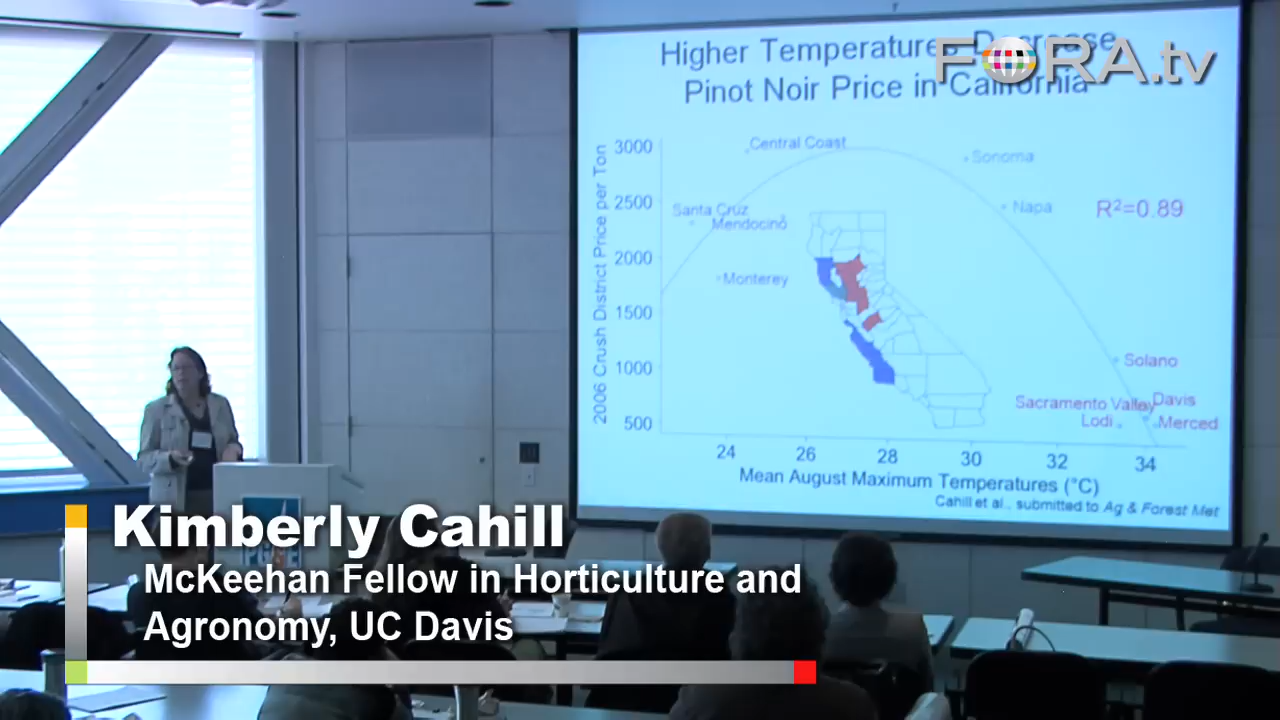 Higher Temperatures Decrease
Pinot Noir Price in California
FORA.tv
2006 Crush District Price per Ton
3000
2500
2000
1500
1000
500
Central Coast
Sonoma
Santa Cruz
Napa
R²=0.89
Mendocino
Monterey
Solano
Sacramento Valley
Davis
Lodi
Merced
24
26
28
30
32
34
Mean August Maximum Temperatures (°C)
Cahill et al., submitted to Ag & Forest Met
Kimberly Cahill
McKeehan Fellow in Horticulture and
Agronomy, UC Davis